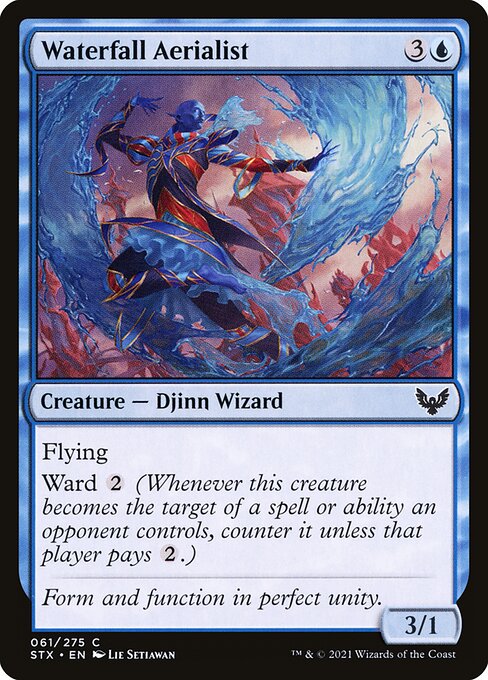 Waterfall Aerialist 3
Creature — Djinn Wizard
Flying
Ward 2 (Whenever this creature
becomes the target of a spell or ability an
opponent controls, counter it unless that
player pays 2.)
Form and function in perfect unity.
3/1
061/275 C
STX • EN Lie Setiawan
™ & © 2021 Wizards of the Coast